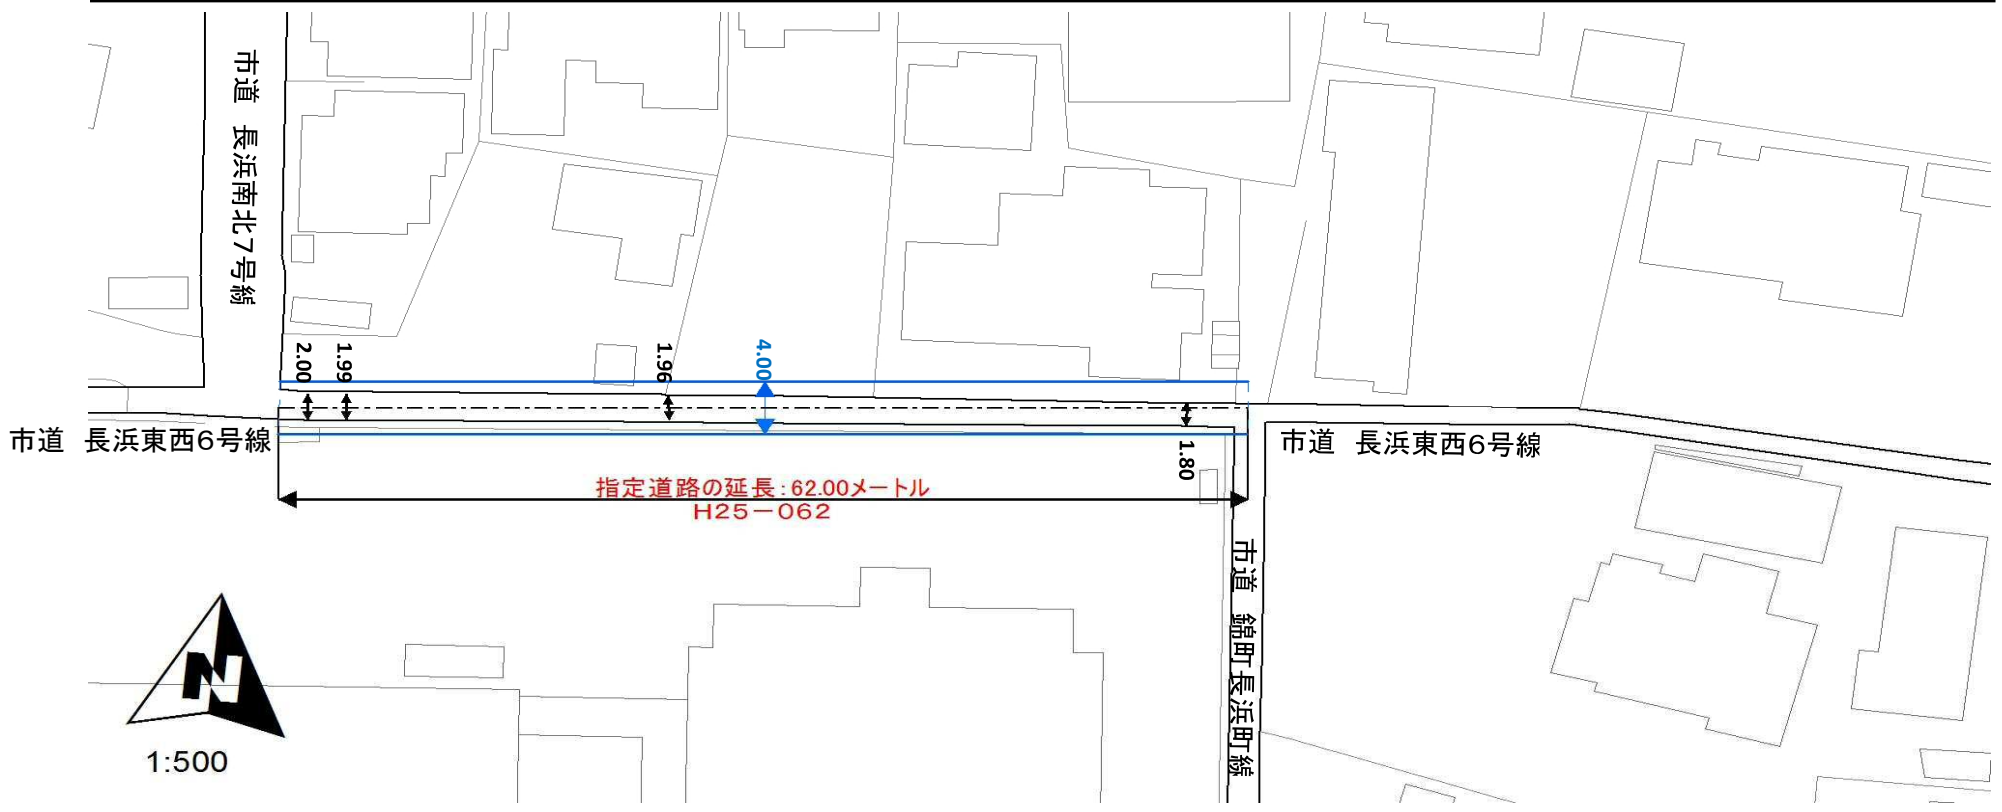 市道 長浜南北7号線
2.00
1.99
1.96
4.00
1.80
市道 長浜東西6号線
市道 長浜東西6号線
指定道路の延長：62.00メートル
H25－062
市道 錦町長浜町線
N
1:500